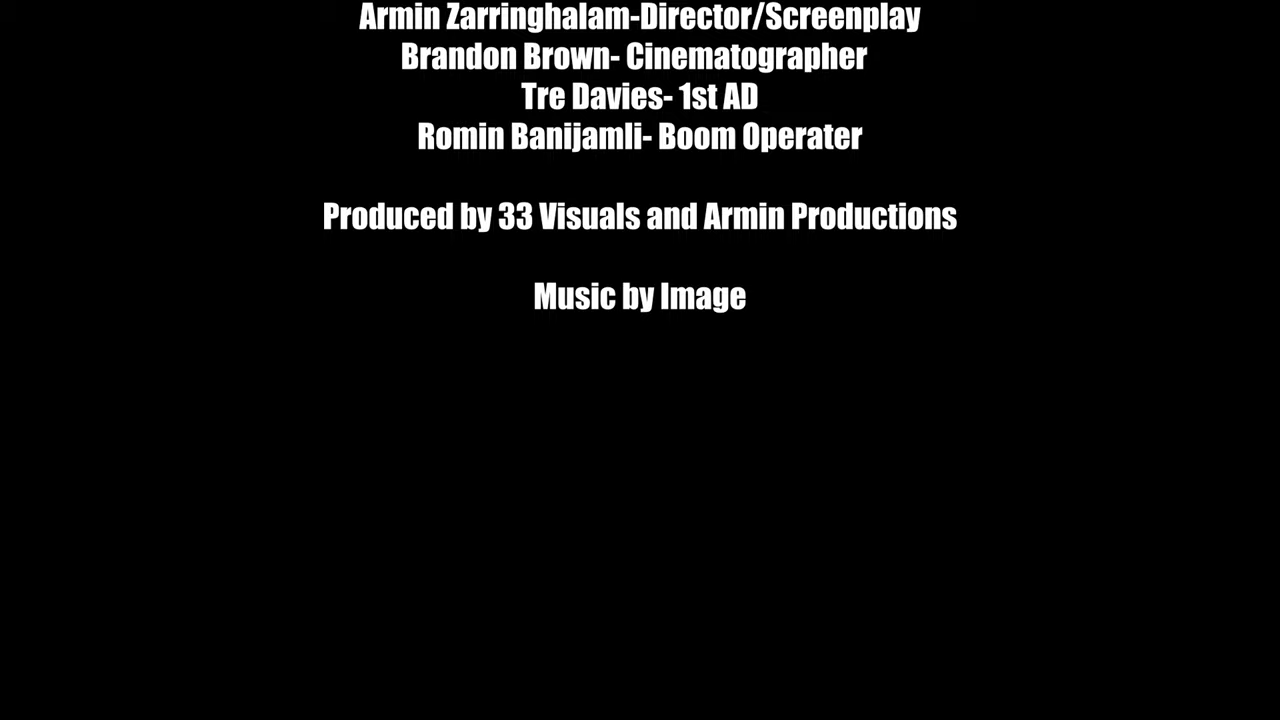 Armin Zarringhalam-Director/Screenplay
Brandon Brown- Cinematographer
Tre Davies- 1st AD
Romin Banijamli- Boom Operater
Produced by 33 Visuals and Armin Productions
Music by Image